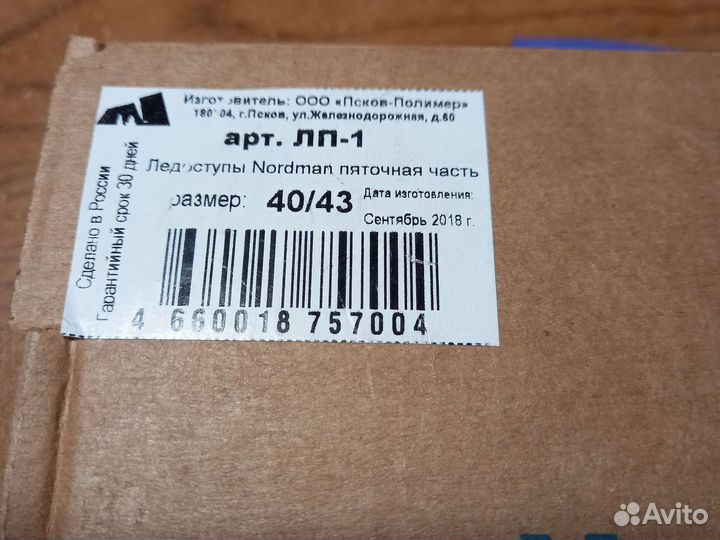 Изготовитель: ООО «Псков-Полимер»
180004, г.Псков, ул.Железнодорожная, д.60
арт. ЛП-1
Ледоступы Nordman пяточная часть
размер: 40/43
Дата изготовления:
Сентябрь 2018 г.
Сделано в России
Гарантийный срок 30 дней
4 660018 757004
Avito